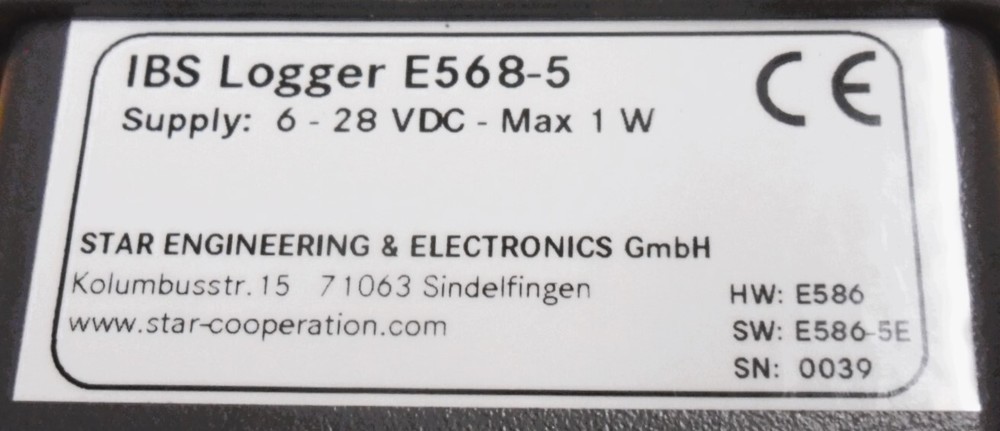 IBS Logger E568-5
CE
Supply: 6 - 28 VDC - Max 1 W
STAR ENGINEERING & ELECTRONICS GmbH
Kolumbusstr. 15 71063 Sindelfingen
www.star-cooperation.com
HW: E586
SW: E586-5E
SN: 0039